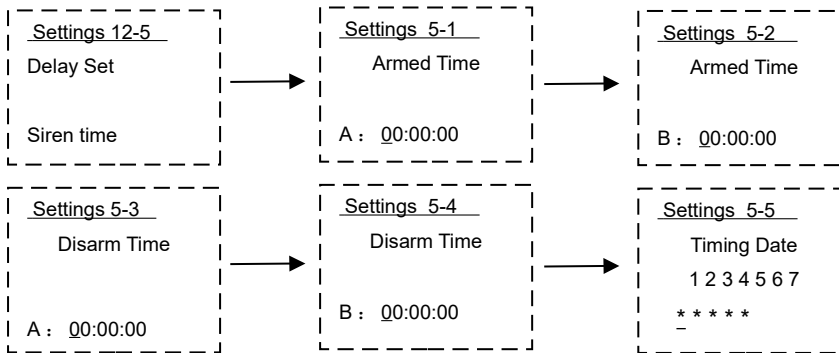 Settings 12-5
Delay Set
Siren time
Settings 5-1
Armed Time
A： 00:00:00
Settings 5-2
Armed Time
B： 00:00:00
Settings 5-3
Disarm Time
A： 00:00:00
Settings 5-4
Disarm Time
B： 00:00:00
Settings 5-5
Timing Date
1 2 3 4 5 6 7
* * * * *